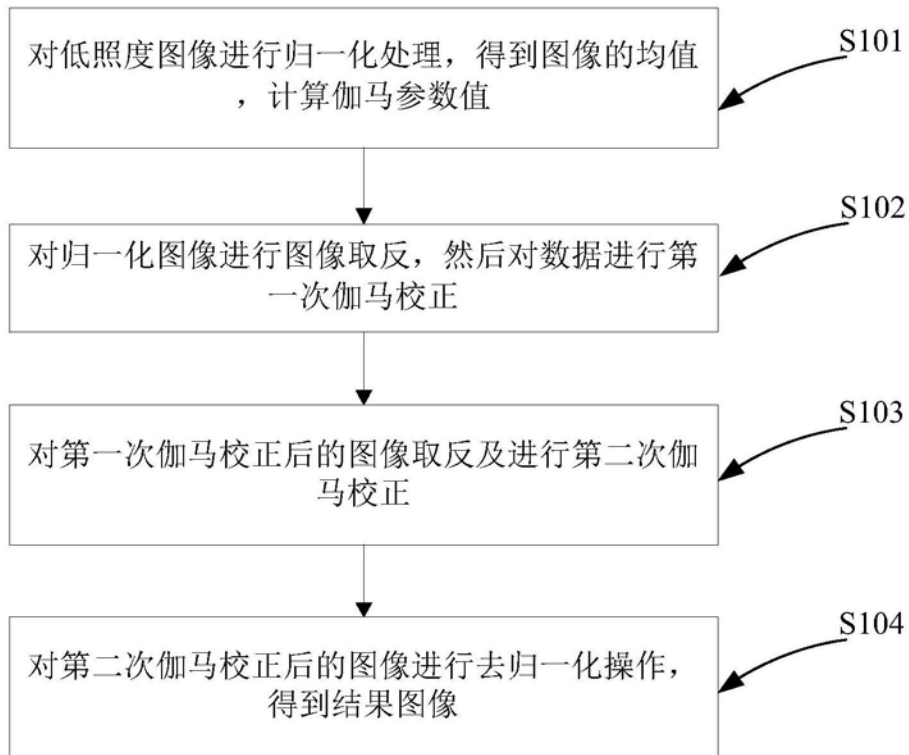 对低照度图像进行归一化处理，得到图像的均值
，计算伽马参数值
S101
对归一化图像进行图像取反，然后对数据进行第
一次伽马校正
S102
对第一次伽马校正后的图像取反及进行第二次伽
马校正
S103
对第二次伽马校正后的图像进行去归一化操作，
得到结果图像
S104